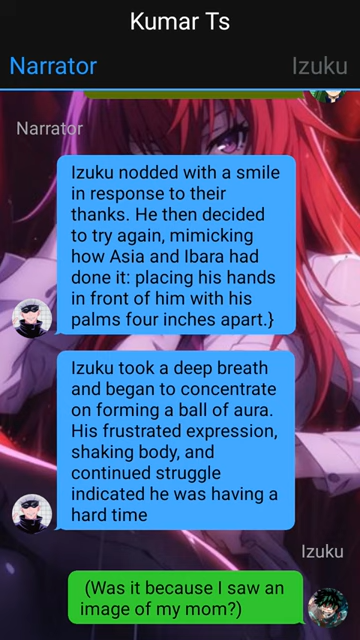 Kumar Ts
Narrator
Izuku
Narrator
Izuku nodded with a smile
in response to their
thanks. He then decided
to try again, mimicking
how Asia and Ibara had
done it: placing his hands
in front of him with his
palms four inches apart.}
Izuku took a deep breath
and began to concentrate
on forming a ball of aura.
His frustrated expression,
shaking body, and
continued struggle
indicated he was having a
hard time
Izuku
(Was it because I saw an
image of my mom?)